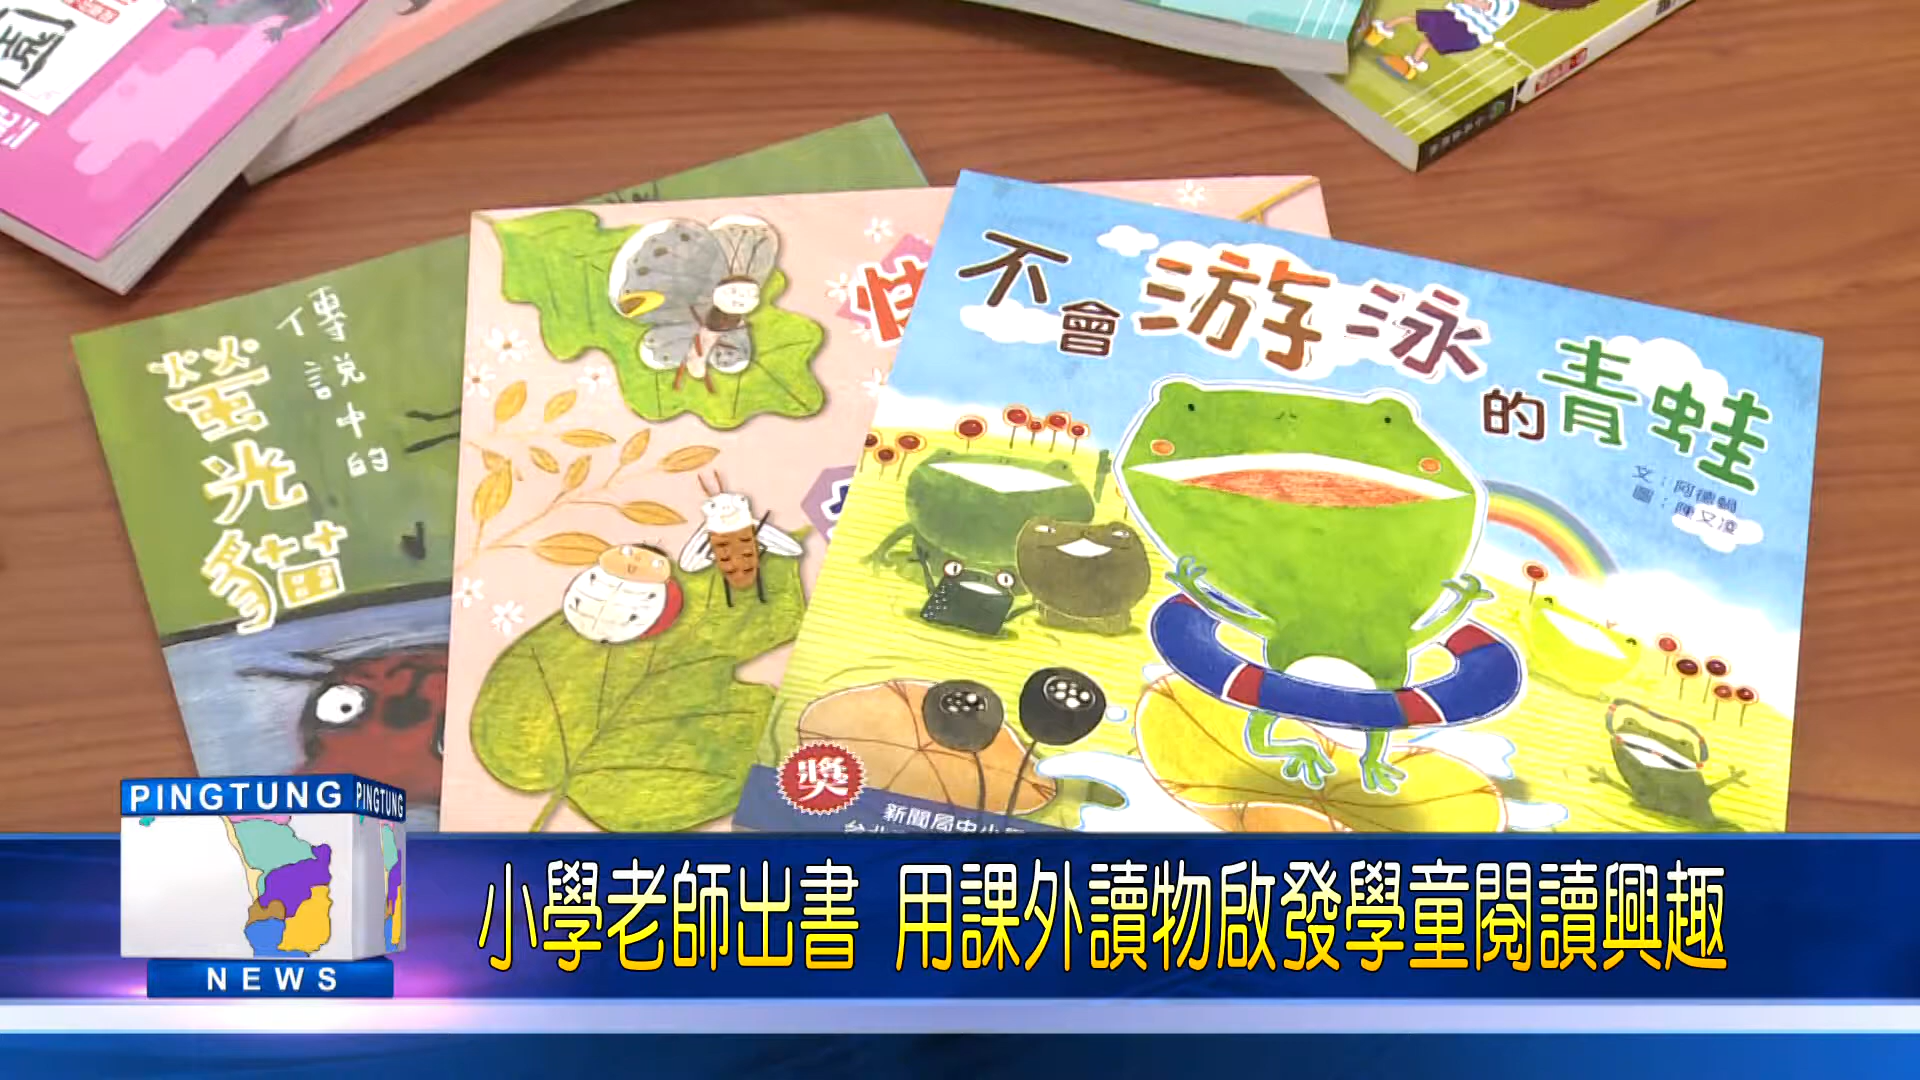 園
不會游泳的青蛙
文：阿德蝸
圖：陳又凌
傳說中的
螢光貓
獎
新聞局中小
PINGTUNG PINGTUNG
小學老師出書 用課外讀物啟發學童閱讀興趣
NEWS